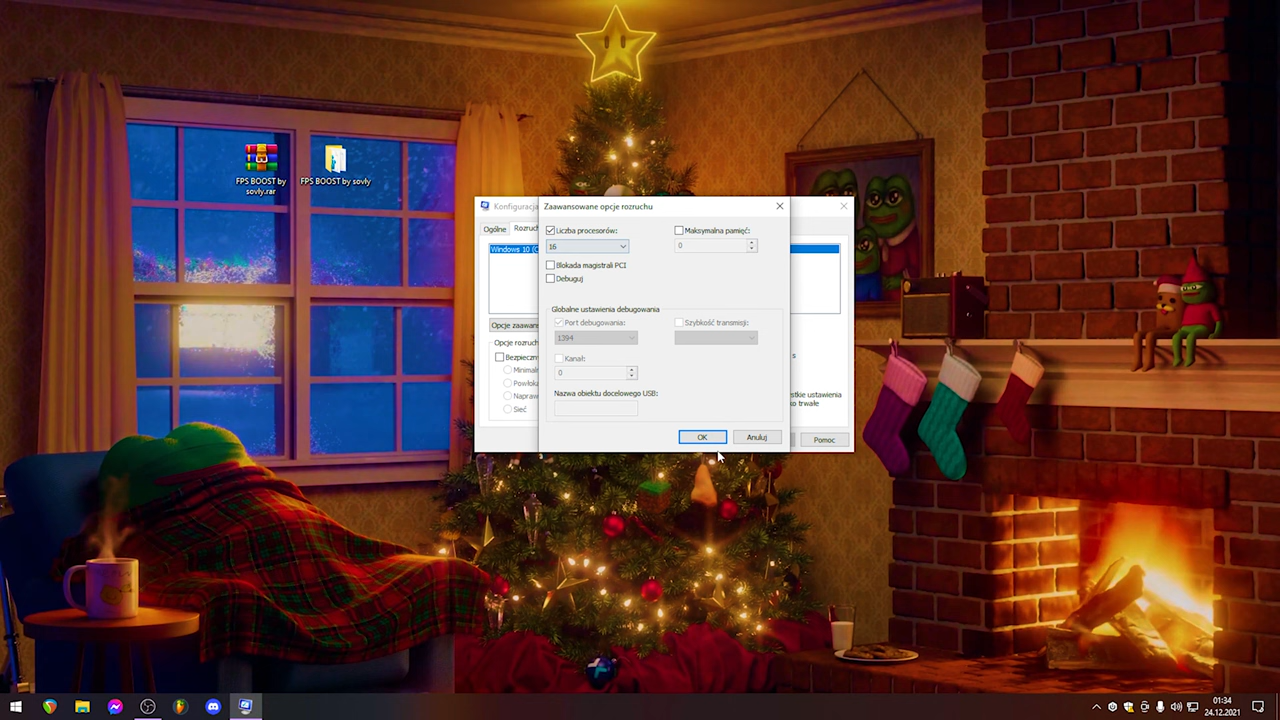 FPS BOOST by
sovly.rar
FPS BOOST by sovly
Konfiguracja
Zaawansowane opcje rozruchu
Ogólne
Rozruch
Liczba procesorów:
Maksymalna pamięć:
16
0
Windows 10 (C
Blokada magistrali PCI
Debuguj
Globalne ustawienia debugowania
Port debugowania:
Szybkość transmisji:
1394
Opcje zaawan
Opcje rozruch
Bezpieczn
Kanał:
s
Minimaln
0
Powłoka
Nazwa obiektu docelowego USB:
stkie ustawienia
Napraw
ko trwałe
Sieć
OK
Anuluj
Pomoc
01:34
24.12.2021